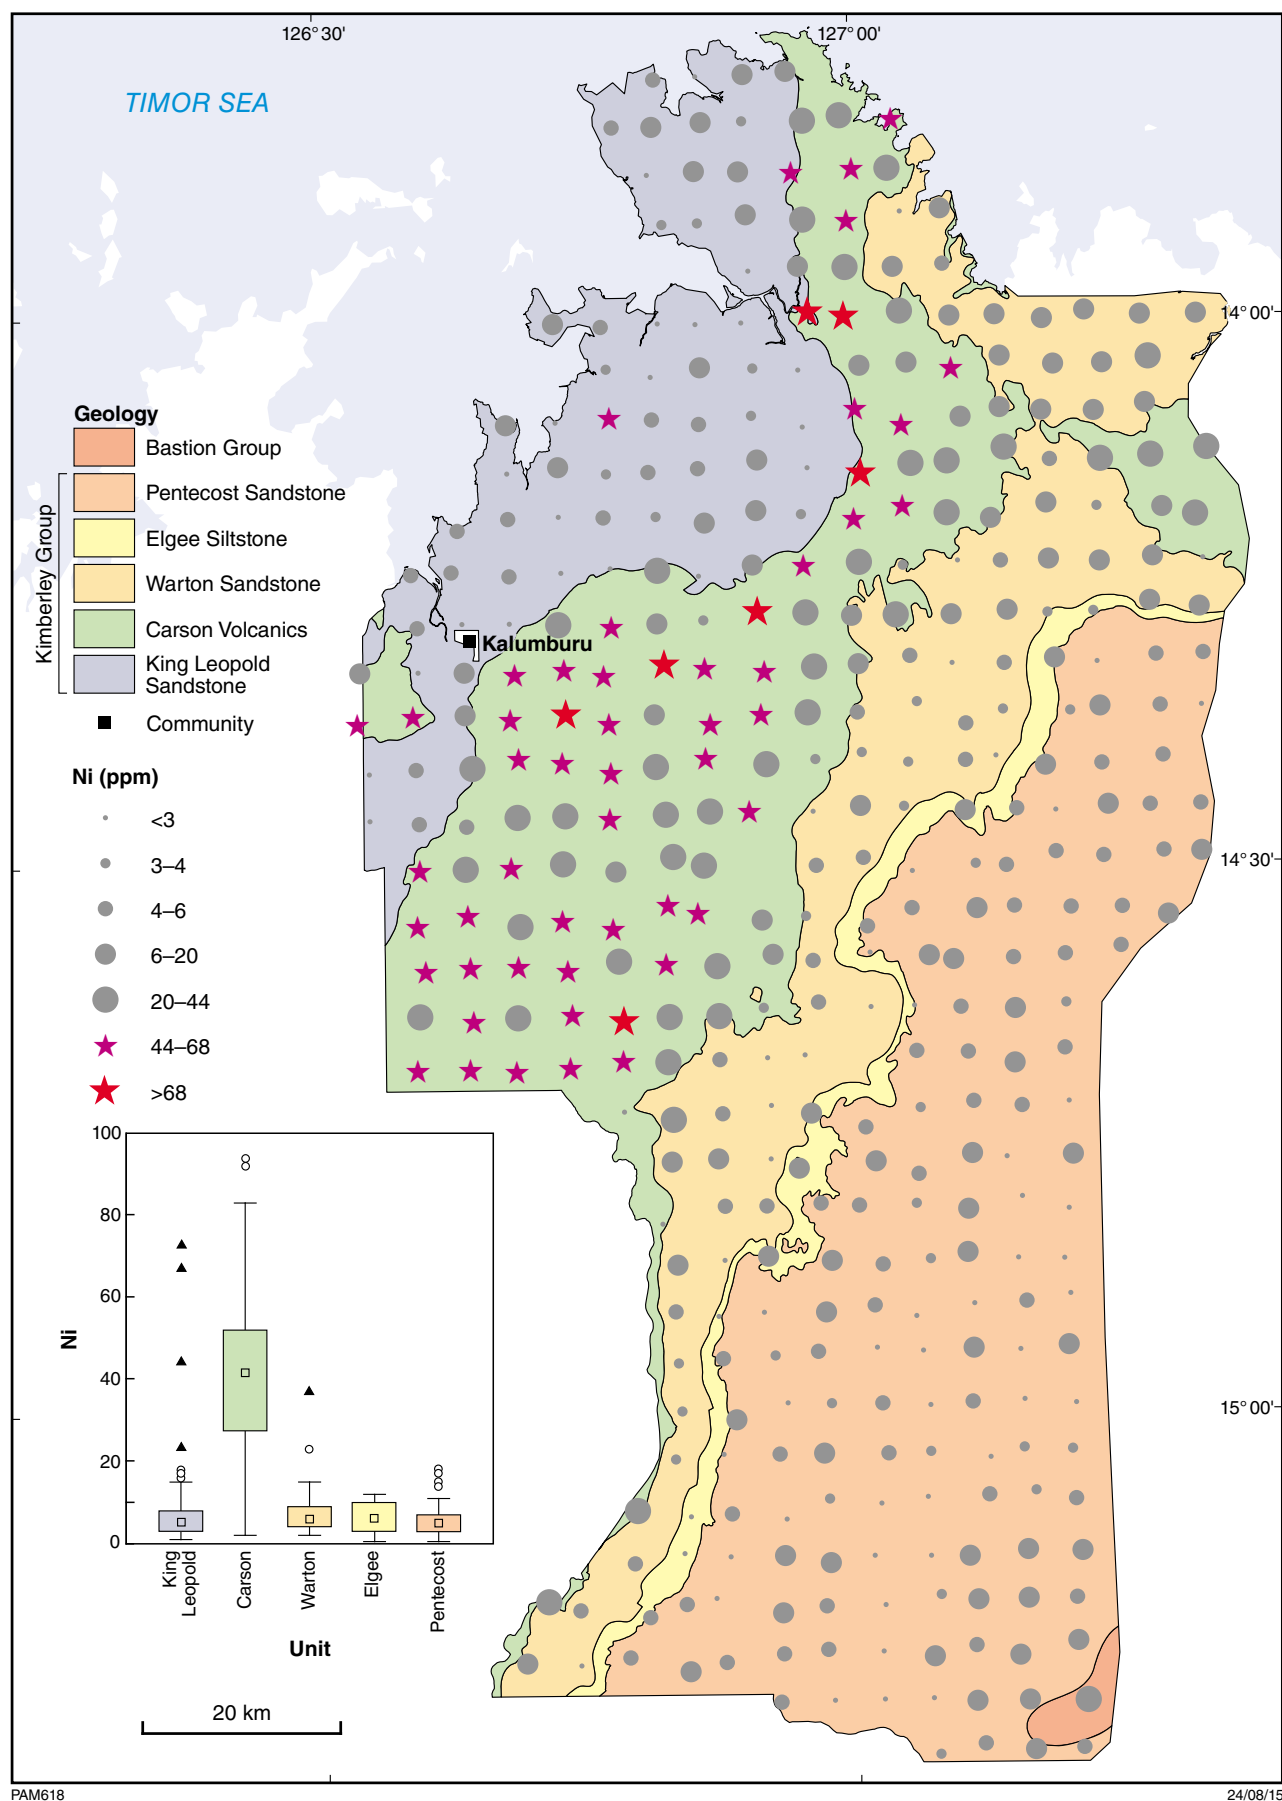 126° 30'
127° 00'
TIMOR SEA
14° 00'
Geology
Bastion Group
Kimberley Group
Pentecost Sandstone
Elgee Siltstone
Warton Sandstone
Carson Volcanics
King Leopold
Sandstone
Community
Kalumburu
Ni (ppm)
<3
3–4
4–6
6–20
20–44
44–68
>68
14° 30'
100
80
60
40
20
0
Ni
King
Leopold
Carson
Warton
Elgee
Pentecost
Unit
15° 00'
20 km
PAM618
24/08/15